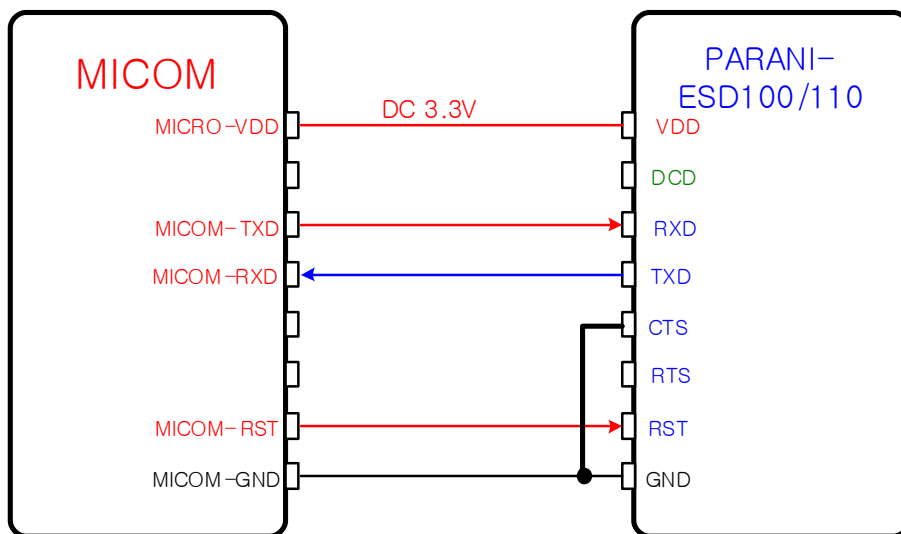 MICOM
PARANI-
ESD100/110
DC 3.3V
MICRO-VDD
VDD
DCD
MICOM-TXD
RXD
MICOM-RXD
TXD
CTS
RTS
MICOM-RST
RST
MICOM-GND
GND